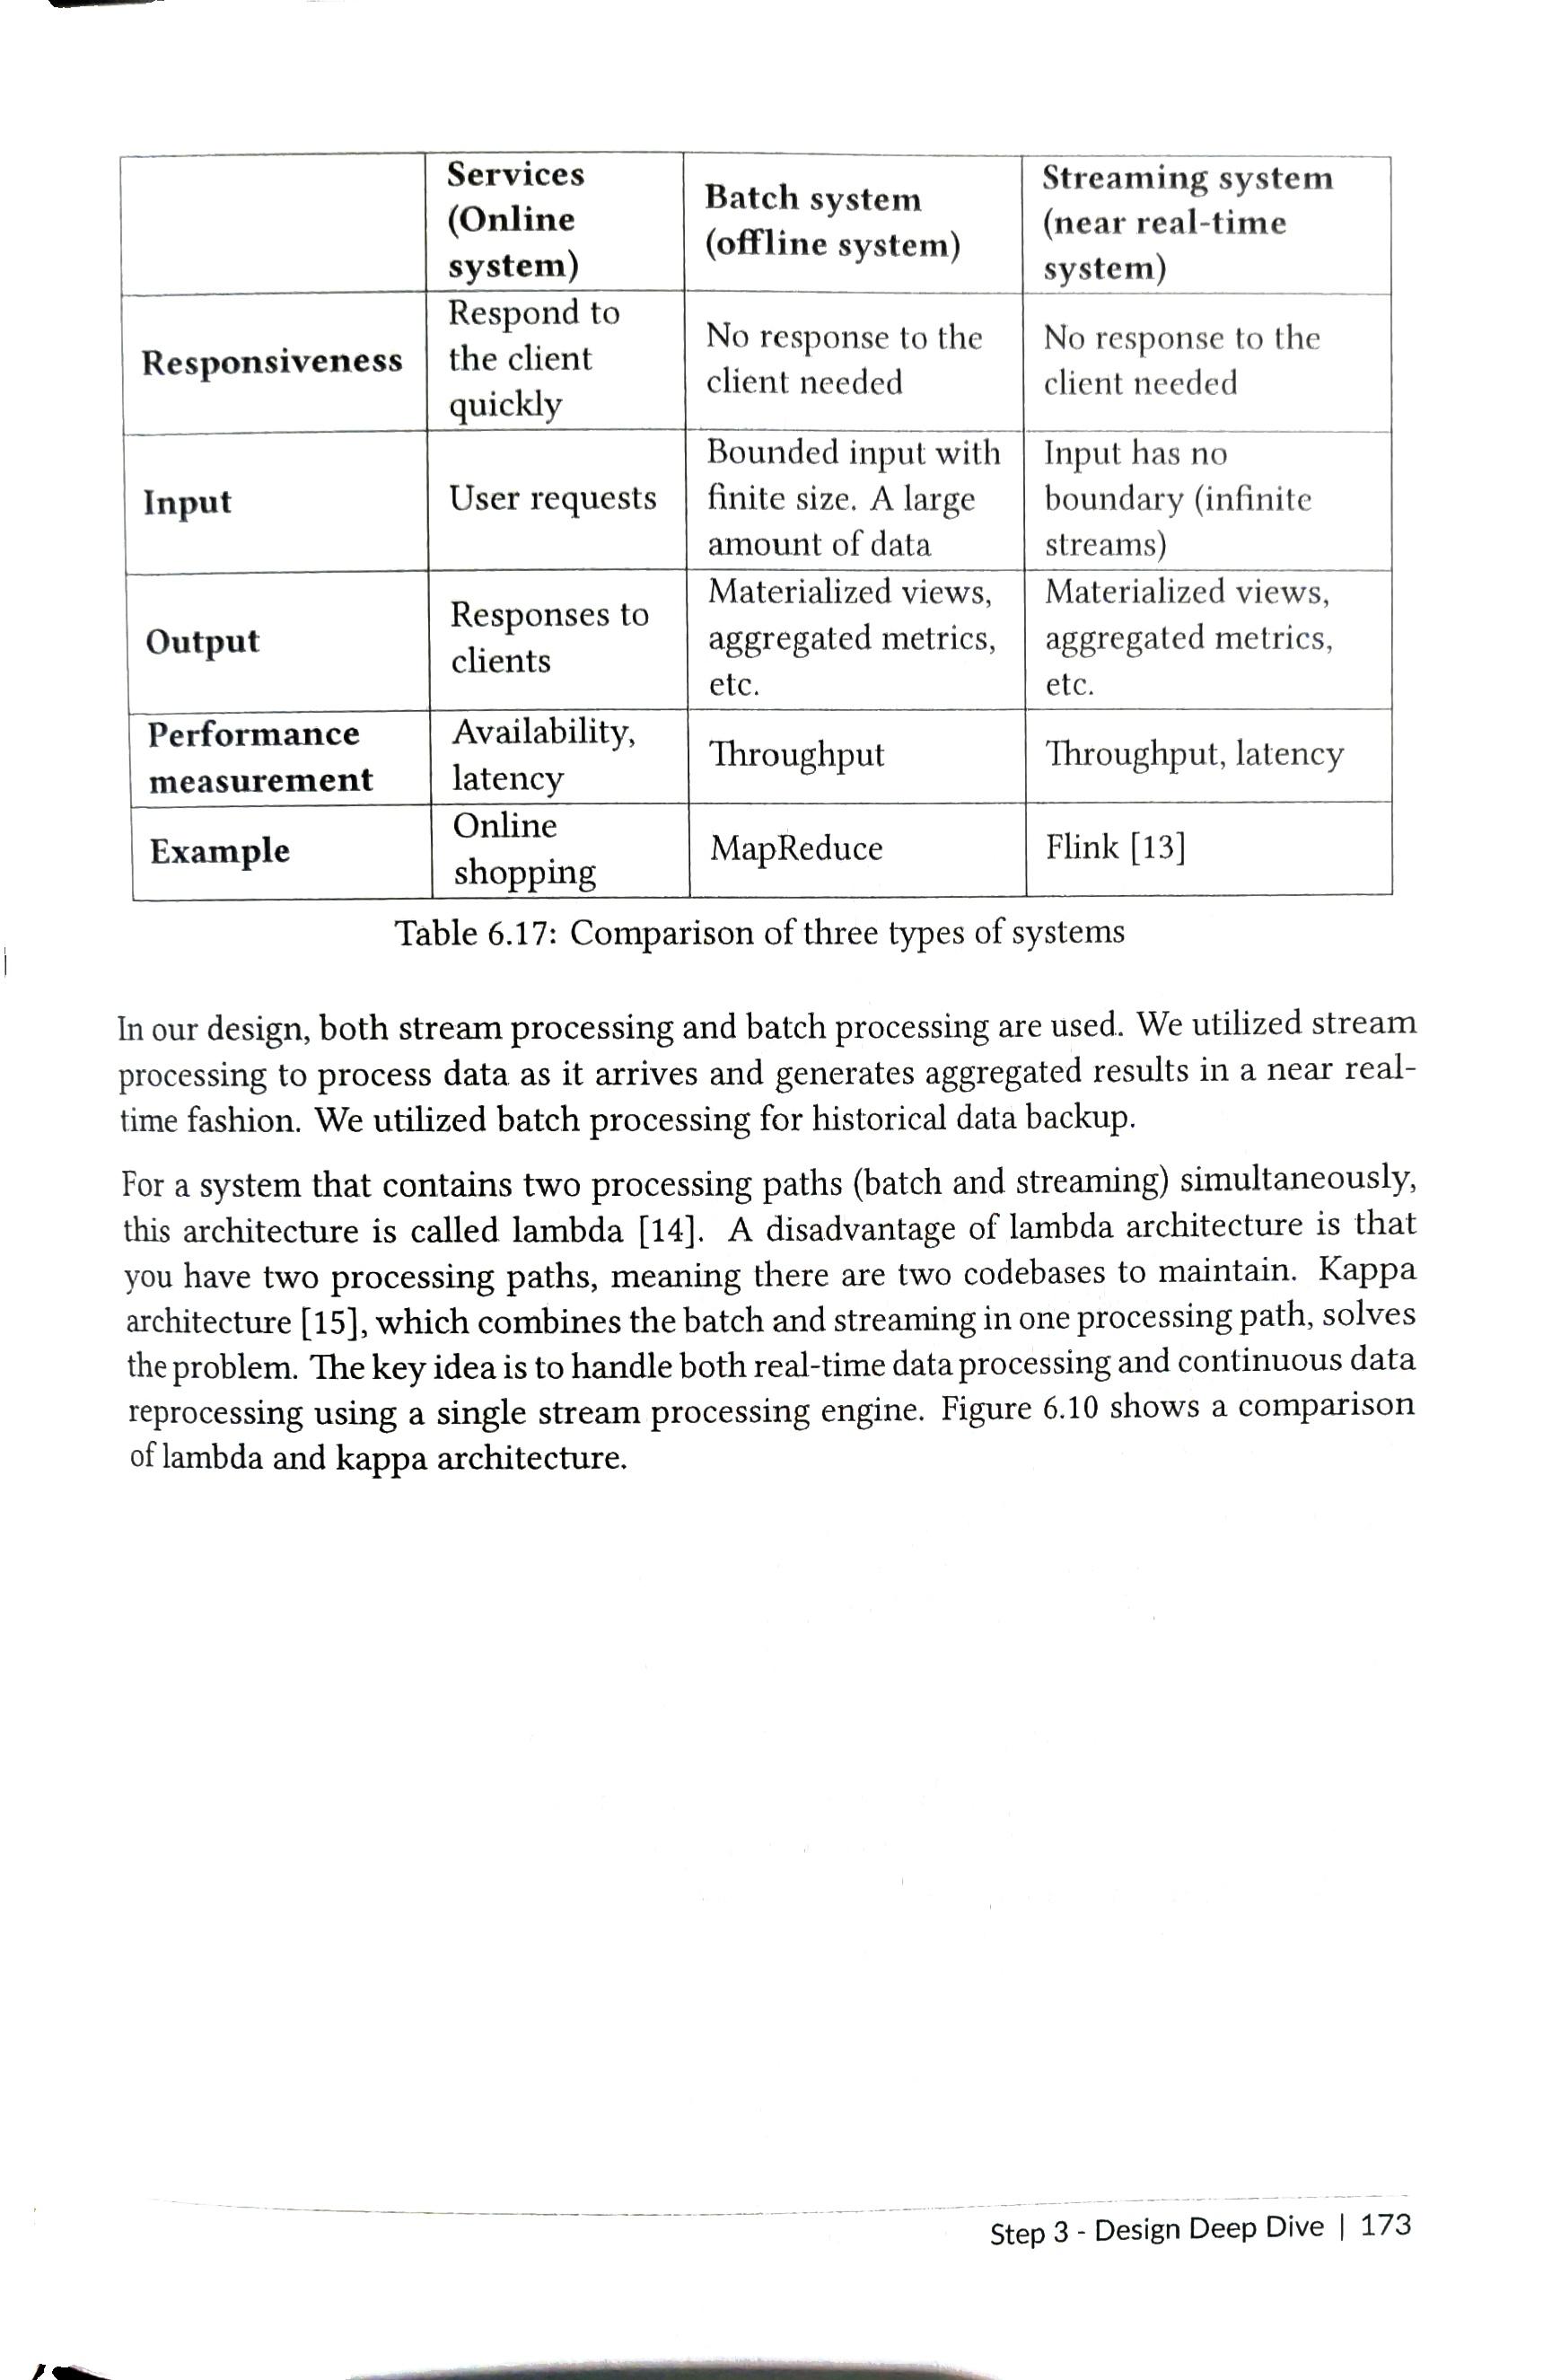 Services
(Online
system)
Batch system
(offline system)
Streaming system
(near real-time
system)
Responsiveness
Respond to
the client
quickly
No response to the
client needed
No response to the
client needed
Input
User requests
Bounded input with
finite size. A large
amount of data
Input has no
boundary (infinite
streams)
Output
Responses to
clients
Materialized views,
aggregated metrics,
etc.
Materialized views,
aggregated metrics,
etc.
Performance
measurement
Availability,
latency
Throughput
Throughput, latency
Example
Online
shopping
MapReduce
Flink [13]
Table 6.17: Comparison of three types of systems
In our design, both stream processing and batch processing are used. We utilized stream
processing to process data as it arrives and generates aggregated results in a near real-
time fashion. We utilized batch processing for historical data backup.
For a system that contains two processing paths (batch and streaming) simultaneously,
this architecture is called lambda [14]. A disadvantage of lambda architecture is that
you have two processing paths, meaning there are two codebases to maintain. Kappa
architecture [15], which combines the batch and streaming in one processing path, solves
the problem. The key idea is to handle both real-time data processing and continuous data
reprocessing using a single stream processing engine. Figure 6.10 shows a comparison
of lambda and kappa architecture.
Step 3 - Design Deep Dive | 173